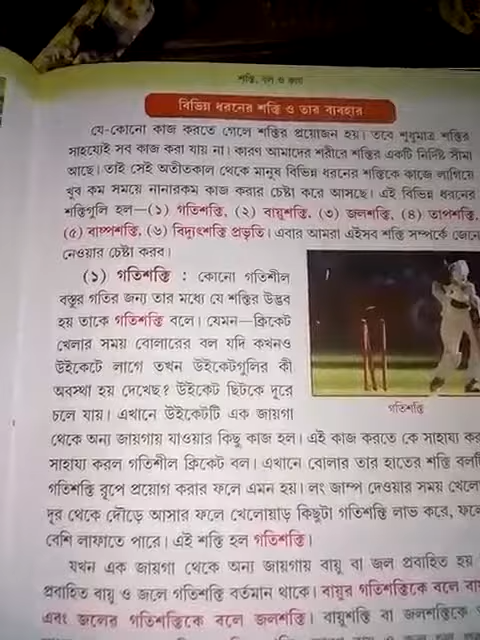 শক্তি, বল ও কাজ
বিভিন্ন ধরনের শক্তি ও তার ব্যবহার
যে-কোনো কাজ করতে গেলে শক্তির প্রয়োজন হয়। তবে শুধুমাত্র শক্তির
সাহয্যেই সব কাজ করা যায় না। কারণ আমাদের শরীরে শক্তির একটি নির্দিষ্ট সীমা
আছে। তাই সেই অতীতকাল থেকে মানুষ বিভিন্ন ধরনের শক্তিকে কাজে লাগিয়ে
খুব কম সময়ে নানারকম কাজ করার চেষ্টা করে আসছে। এই বিভিন্ন ধরনের
শক্তিগুলি হল—(১) গতিশক্তি, (২) বায়ুশক্তি, (৩) জলশক্তি, (৪) তাপশক্তি,
(৫) বাষ্পশক্তি, (৬) বিদ্যুৎশক্তি প্রভৃতি। এবার আমরা এইসব শক্তি সম্পর্কে জেনে
নেওয়ার চেষ্টা করব।
(১) গতিশক্তি : কোনো গতিশীল
বস্তুর গতির জন্য তার মধ্যে যে শক্তির উদ্ভব
হয় তাকে গতিশক্তি বলে। যেমন—ক্রিকেট
খেলার সময় বোলারের বল যদি কখনও
উইকেটে লাগে তখন উইকেটগুলির কী
অবস্থা হয় দেখেছ? উইকেট ছিটকে দূরে
চলে যায়। এখানে উইকেটটি এক জায়গা
গতিশক্তি
থেকে অন্য জায়গায় যাওয়ার কিছু কাজ হল। এই কাজ করতে কে সাহায্য
সাহায্য করল গতিশীল ক্রিকেট বল। এখানে বোলার তার হাতের শক্তি
গতিশক্তি রূপে প্রয়োগ করার ফলে এমন হয়। লং জাম্প দেওয়ার সময়
দূর থেকে দৌড়ে আসার ফলে খেলোয়াড় কিছুটা গতিশক্তি লাভ করে,
বেশি লাফাতে পারে। এই শক্তি হল গতিশক্তি।
যখন এক জায়গা থেকে অন্য জায়গায় বায়ু বা জল প্রবাহিত হয়
প্রবাহিত বায়ু ও জলে গতিশক্তি বর্তমান থাকে। বায়ুর গতিশক্তিকে বলে
এবং জলের গতিশক্তিকে বলে জলশক্তি। বায়ুশক্তি বা জলশক্তিকে